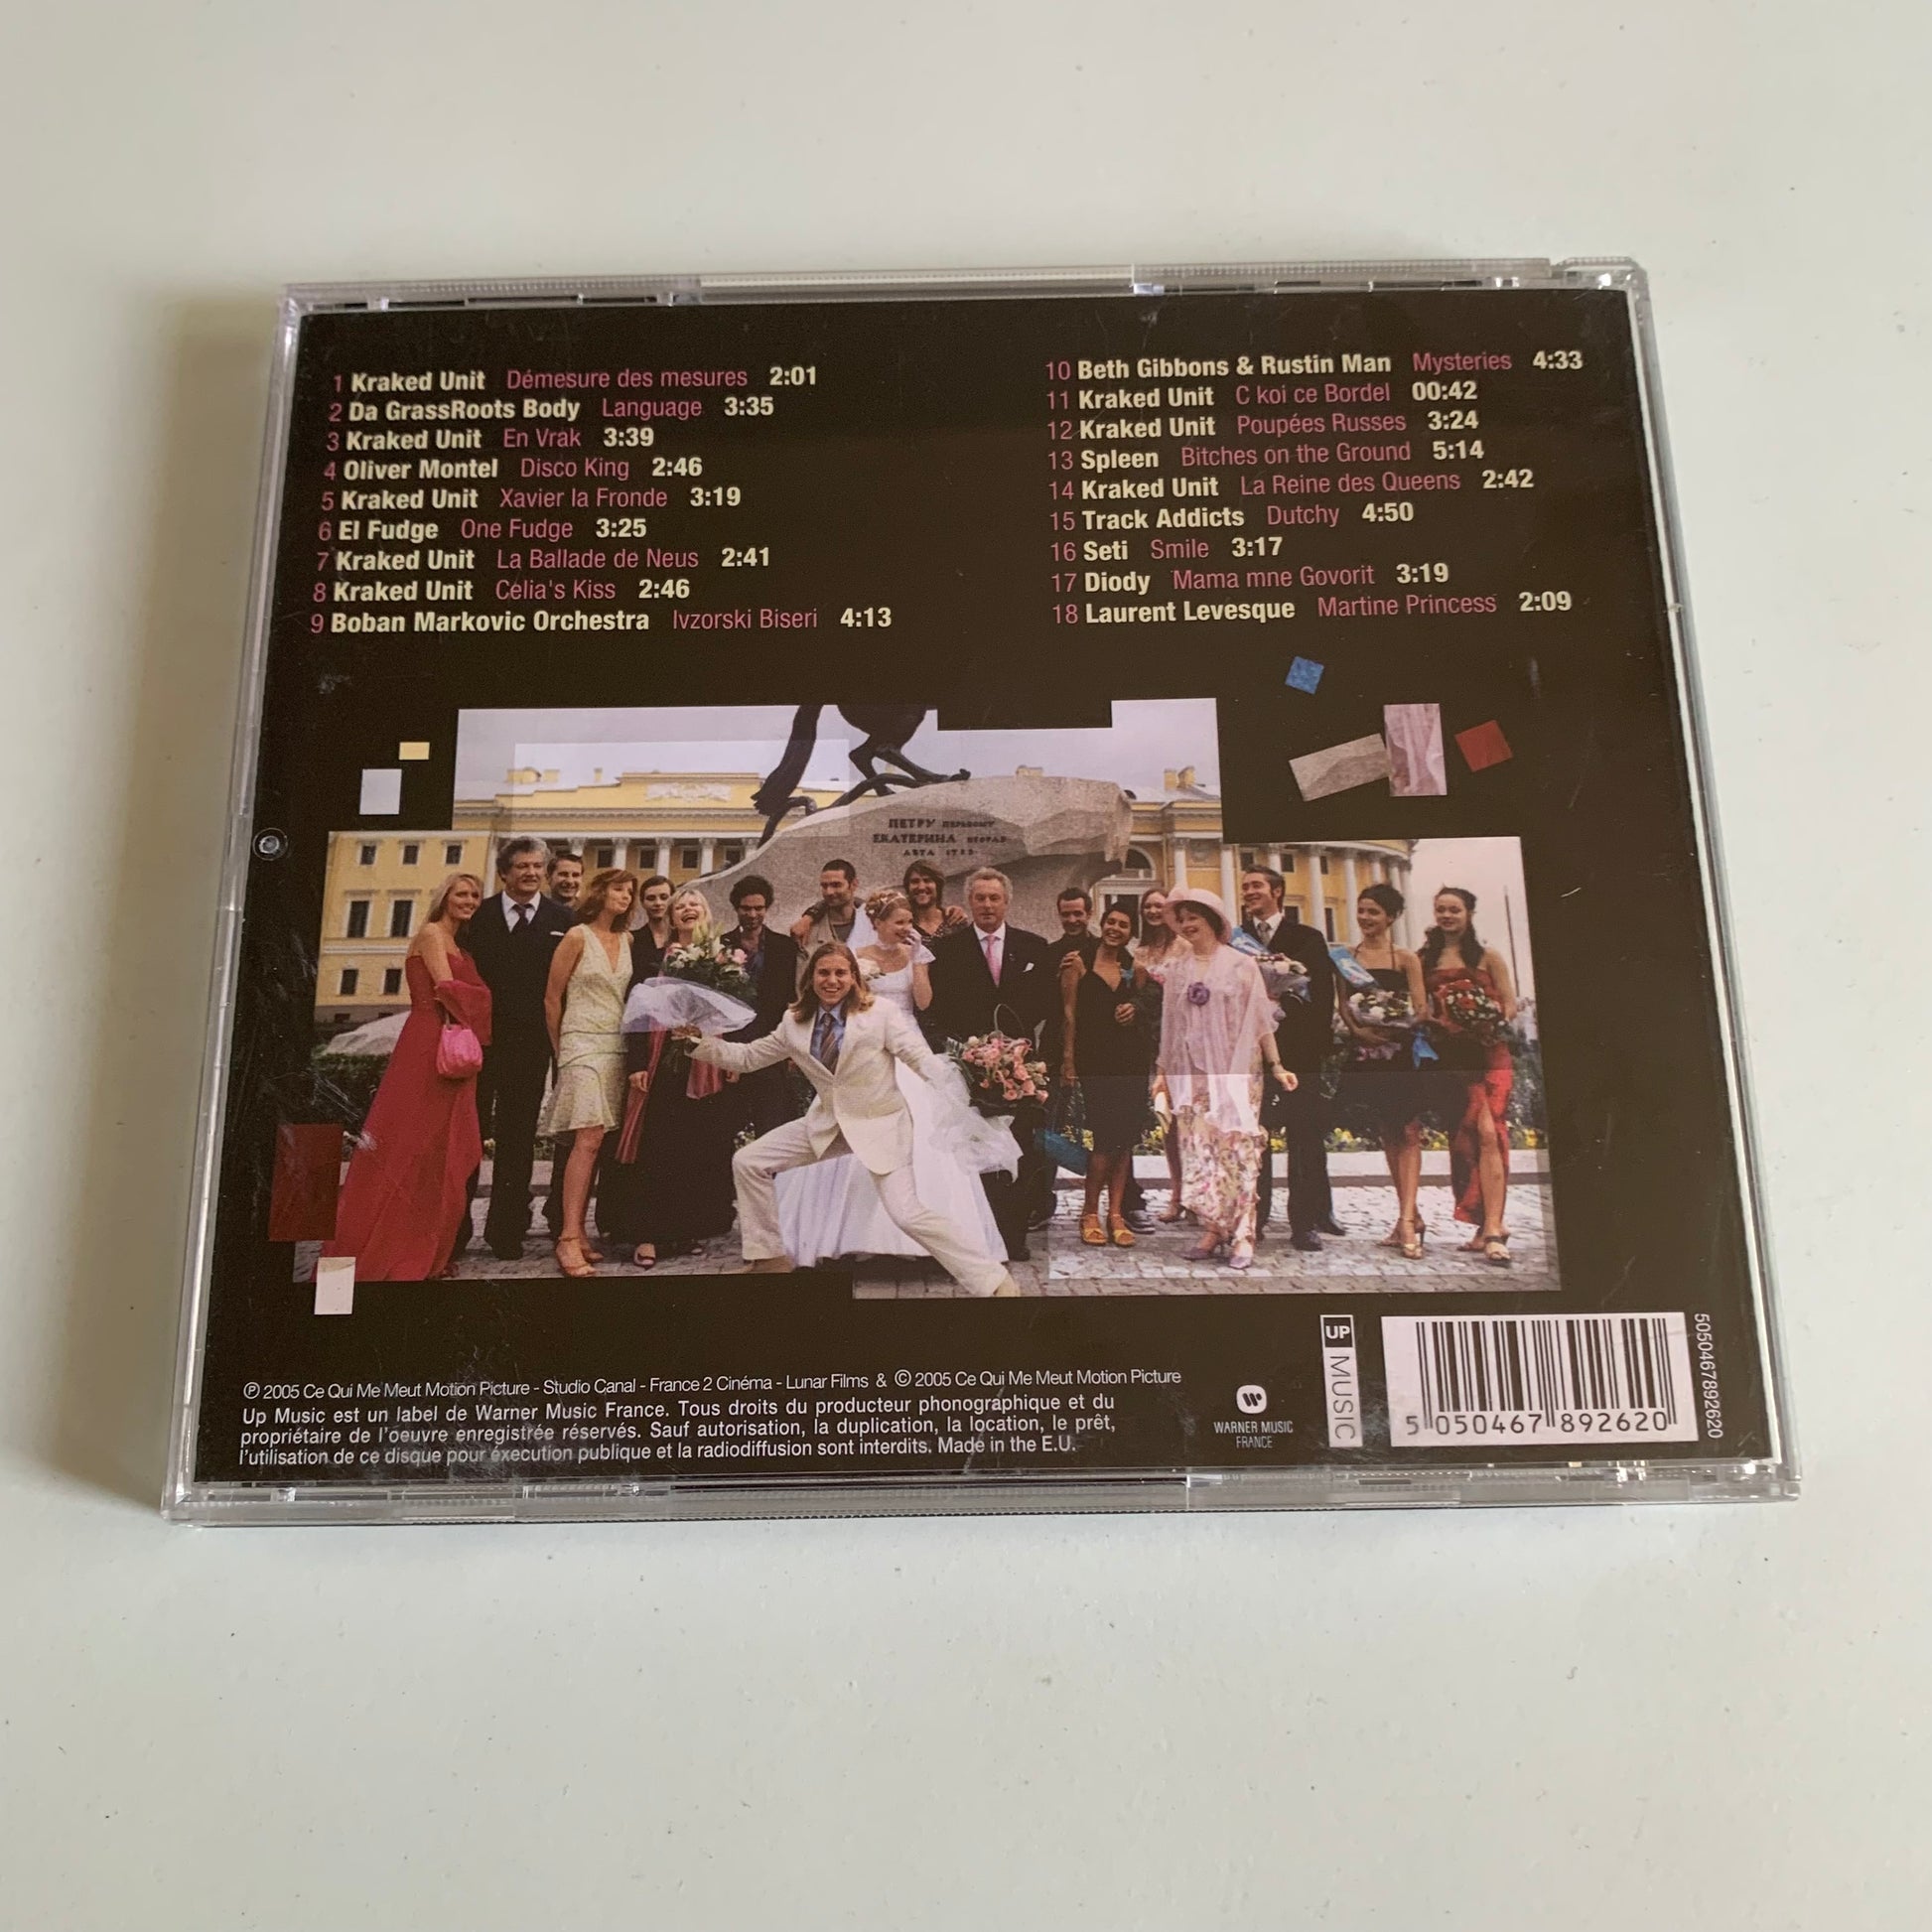 1 Kraked Unit Démesure des mesures 2:01
2 Da GrassRoots Body Language 3:35
3 Kraked Unit En Vrak 3:39
4 Oliver Montel Disco King 2:46
5 Kraked Unit Xavier la Fronde 3:19
6 El Fudge One Fudge 3:25
7 Kraked Unit La Ballade de Neus 2:41
8 Kraked Unit Celia's Kiss 2:46
9 Boban Markovic Orchestra Ivzorski Biseri 4:13
10 Beth Gibbons & Rustin Man Mysteries 4:33
11 Kraked Unit C koi ce Bordel 00:42
12 Kraked Unit Poupées Russes 3:24
13 Spleen Bitches on the Ground 5:14
14 Kraked Unit La Reine des Queens 2:42
15 Track Addicts Dutchy 4:50
16 Seti Smile 3:17
17 Diody Mama mne Govorit 3:19
18 Laurent Levesque Martine Princess 2:09
ПЕТРУ
ЕКАТЕРИНА
℗ 2005 Ce Qui Me Meut Motion Picture - Studio Canal - France 2 Cinéma - Lunar Films & © 2005 Ce Qui Me Meut Motion Picture
Up Music est un label de Warner Music France. Tous droits du producteur phonographique et du
propriétaire de l'oeuvre enregistrée réservés. Sauf autorisation, la duplication, la location, le prêt,
l'utilisation de ce disque pour éxecution publique et la radiodiffusion sont interdits. Made in the E.U.
WARNER MUSIC
FRANCE
UP MUSIC
5 050467 892620
5050467892620